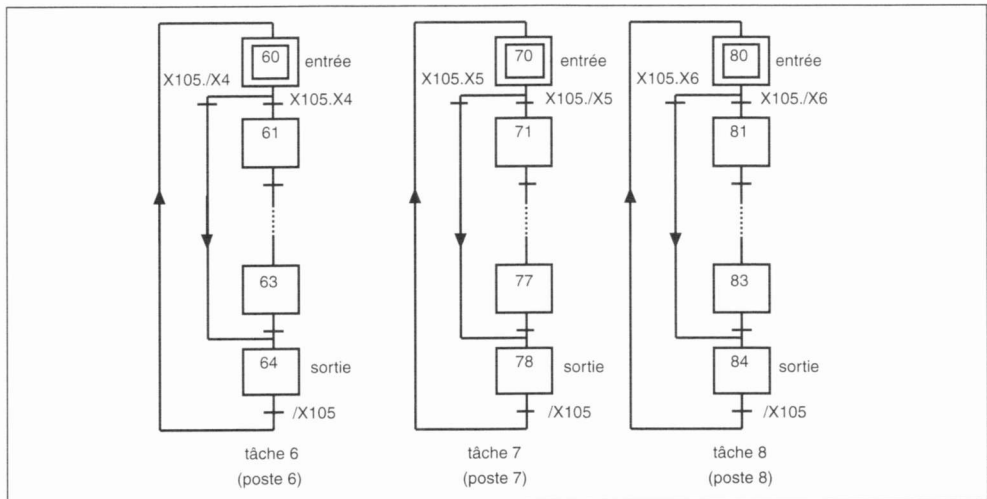 60 entrée
X105./X4
X105.X4
61
63
64 sortie
/X105
tâche 6
(poste 6)
70 entrée
X105.X5
X105./X5
71
77
78 sortie
/X105
tâche 7
(poste 7)
80 entrée
X105.X6
X105./X6
81
83
84 sortie
/X105
tâche 8
(poste 8)